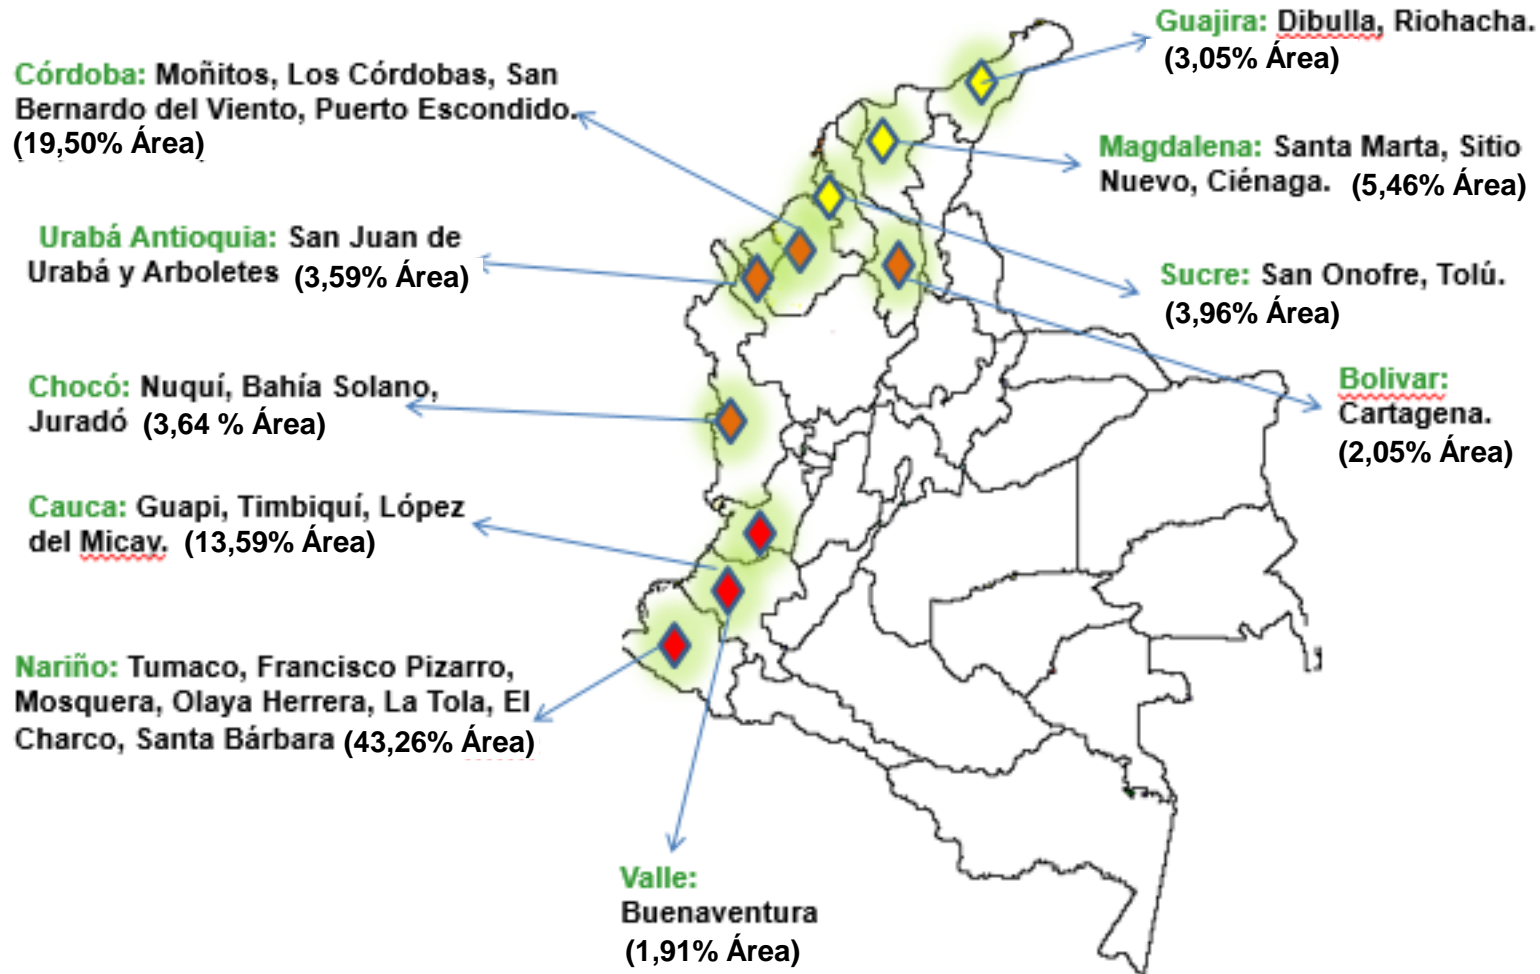 Guajira: Dibulla, Riohacha.
(3,05% Área)
Córdoba: Moñitos, Los Córdobas, San
Bernardo del Viento, Puerto Escondido.
(19,50% Área)
Magdalena: Santa Marta, Sitio
Nuevo, Ciénaga. (5,46% Área)
Urabá Antioquia: San Juan de
Urabá y Arboletes (3,59% Área)
Sucre: San Onofre, Tolú.
(3,96% Área)
Chocó: Nuquí, Bahía Solano,
Juradó (3,64 % Área)
Bolivar:
Cartagena.
(2,05% Área)
Cauca: Guapi, Timbiquí, López
del Micay. (13,59% Área)
Nariño: Tumaco, Francisco Pizarro,
Mosquera, Olaya Herrera, La Tola, El
Charco, Santa Bárbara (43,26% Área)
Valle:
Buenaventura
(1,91% Área)